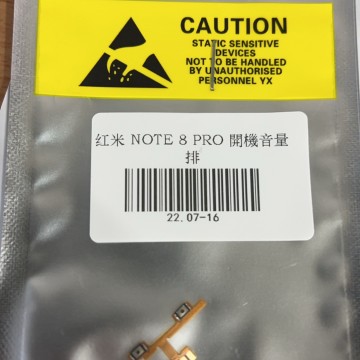 CAUTION
STATIC SENSITIVE
DEVICES
NOT TO BE HANDLED
BY UNAUTHORISED
PERSONNEL YX
红米 NOTE 8 PRO 開機音量
排
22.07-16